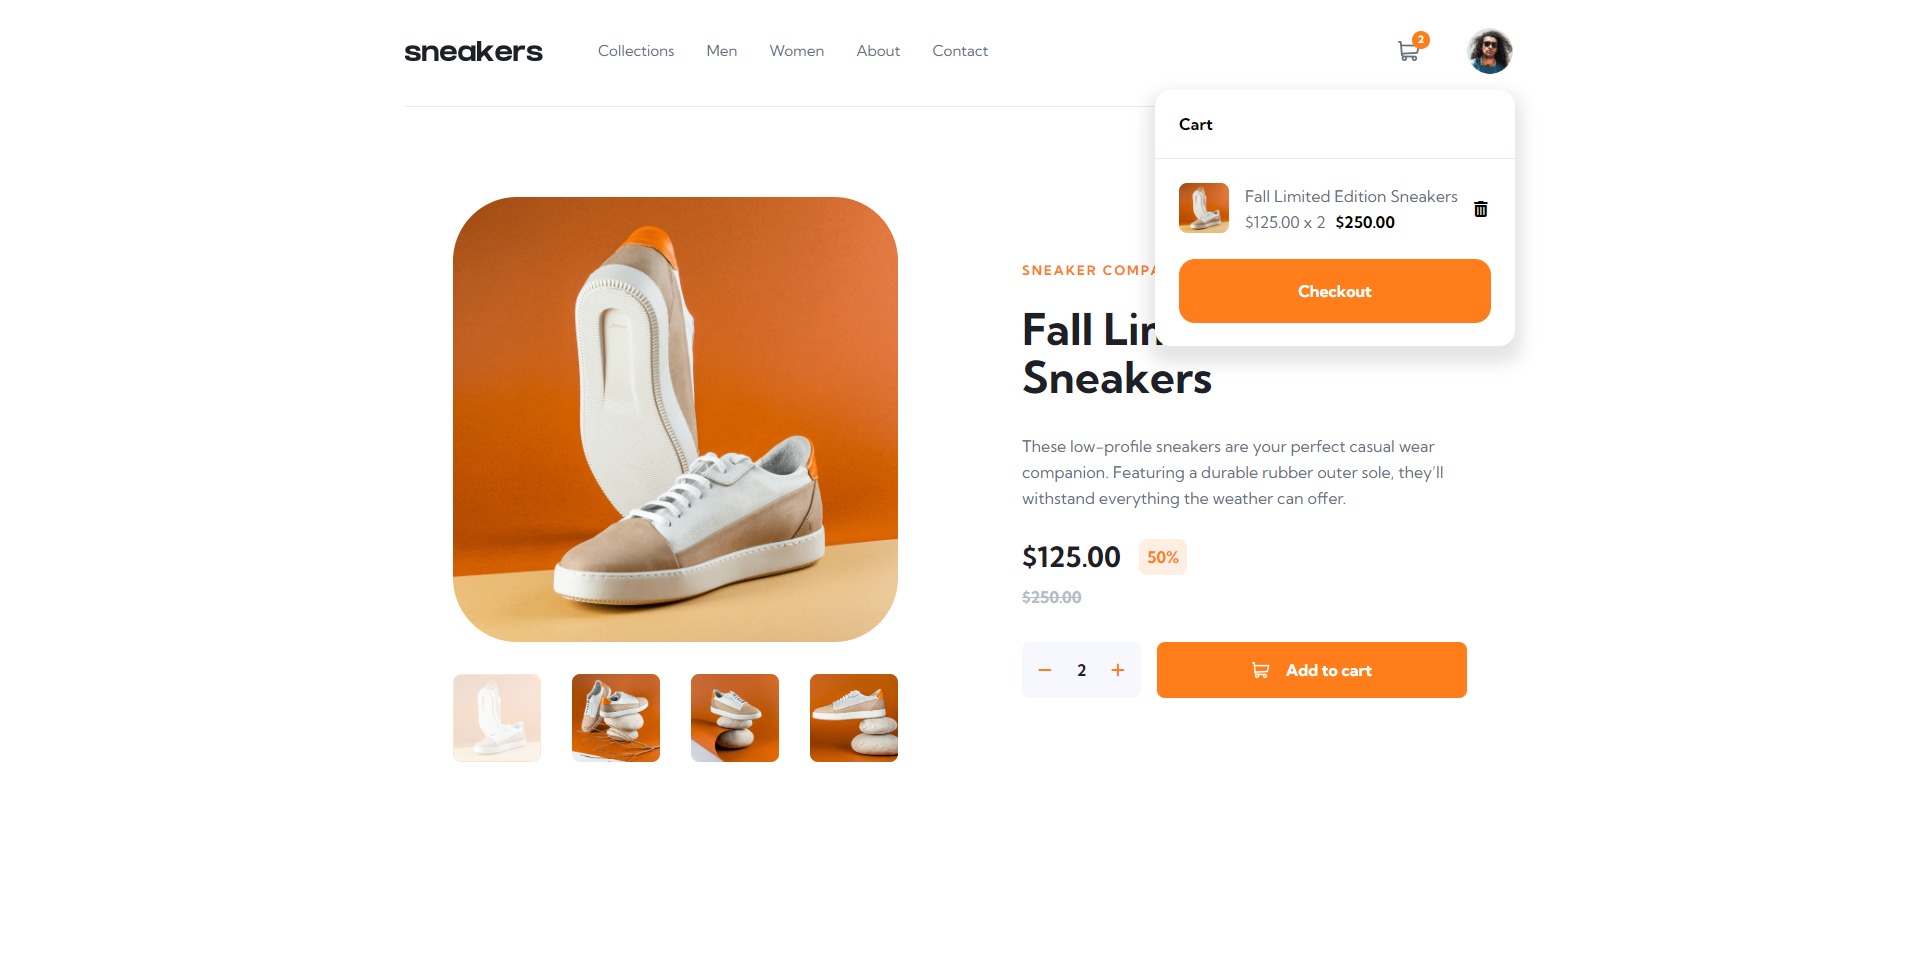 sneakers
Collections
Men
Women
About
Contact
2
Cart
Fall Limited Edition Sneakers
$125.00 x 2 $250.00
Checkout
SNEAKER COMPA
Fall Lim
Sneakers
These low-profile sneakers are your perfect casual wear
companion. Featuring a durable rubber outer sole, they'll
withstand everything the weather can offer.
$125.00
50%
$250.00
2
Add to cart